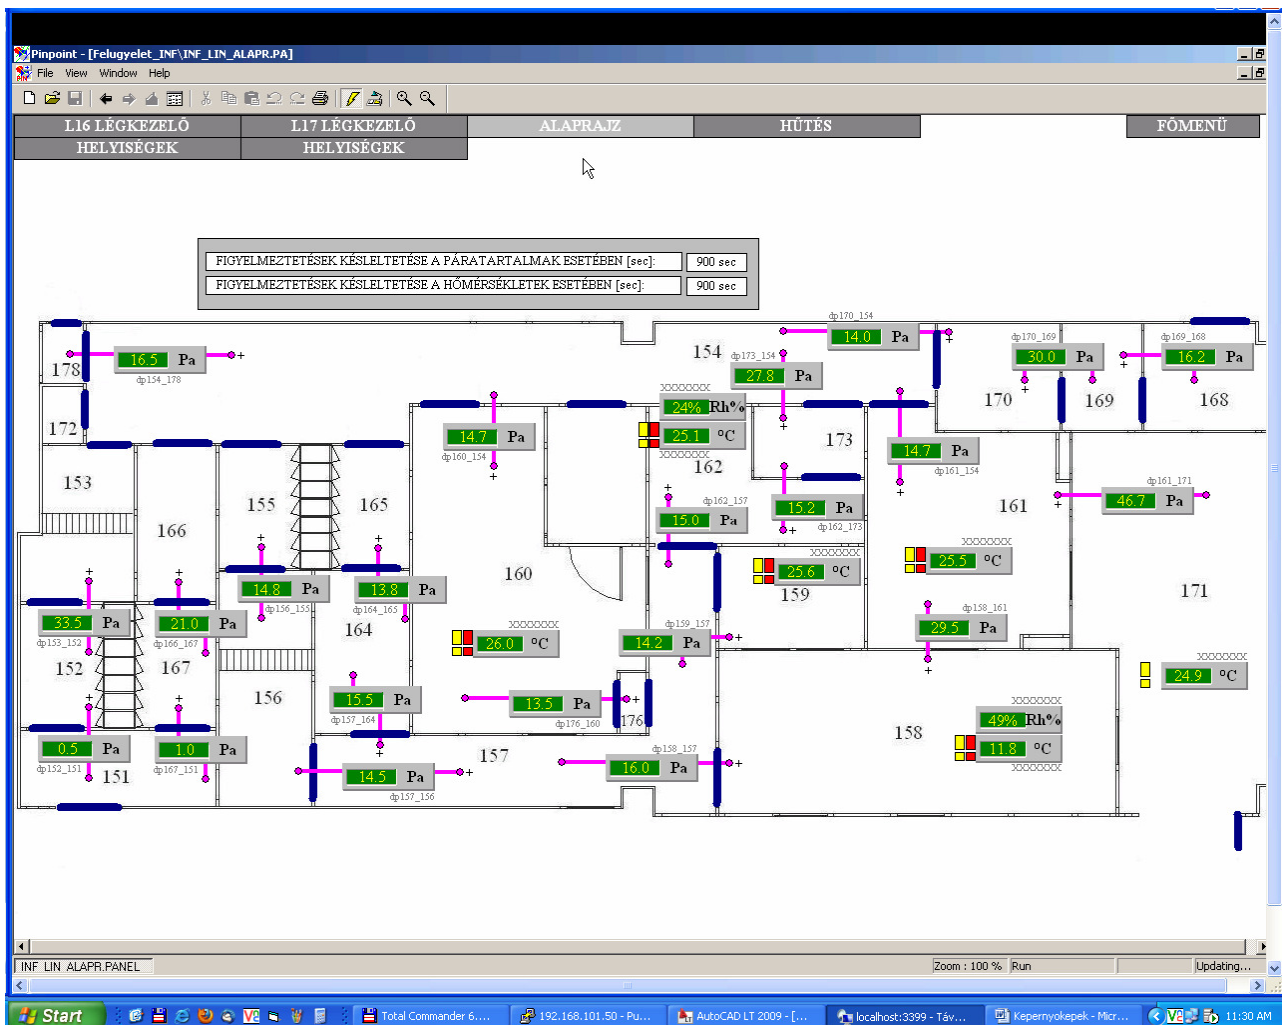 Pinpoint - [Felugyelet_INF\INF_LIN_ALAPR.PA]
File View Window Help
L16 LÉGKEZELŐ L17 LÉGKEZELŐ ALAPRAJZ HŰTÉS FŐMENÜ
HELYISÉGEK HELYISÉGEK
FIGYELMEZTETÉSEK KÉSLELTETÉSE A PÁRATARTALMAK ESETÉBEN [sec]: 900 sec
FIGYELMEZTETÉSEK KÉSLELTETÉSE A HŐMÉRSÉKLETEK ESETÉBEN [sec]: 900 sec
dp170_154
14.0 Pa
154
dp173_154
27.8 Pa
dp170_169
30.0 Pa
dp169_168
16.2 Pa
178
16.5 Pa
dp154_178
170
169
168
XXXXXXX
24% Rh%
25.1 °C
XXXXXXX
162
172
14.7 Pa
dp160_154
173
14.7 Pa
dp161_154
153
155
165
dp161_171
46.7 Pa
161
dp162_157
15.0 Pa
15.2 Pa
dp162_173
166
XXXXXXX
25.6 °C
159
XXXXXXX
25.5 °C
160
171
14.8 Pa
dp156_155
13.8 Pa
dp164_165
33.5 Pa
dp153_152
21.0 Pa
dp166_167
164
XXXXXXX
26.0 °C
dp159_157
14.2 Pa
dp158_161
29.5 Pa
152
167
156
XXXXXXX
24.9 °C
15.5 Pa
dp157_164
13.5 Pa
dp176_160
176
XXXXXXX
49% Rh%
11.8 °C
XXXXXXX
158
0.5 Pa
dp152_151
1.0 Pa
dp167_151
151
157
14.5 Pa
dp157_156
dp158_157
16.0 Pa
INF_LIN_ALAPR.PANEL Zoom : 100 % Run Updating...
Start Total Commander 6.... 192.168.101.50 - Pu... AutoCAD LT 2009 - [... localhost:3399 - Táv... Kepernyokepek - Micr... 11:30 AM